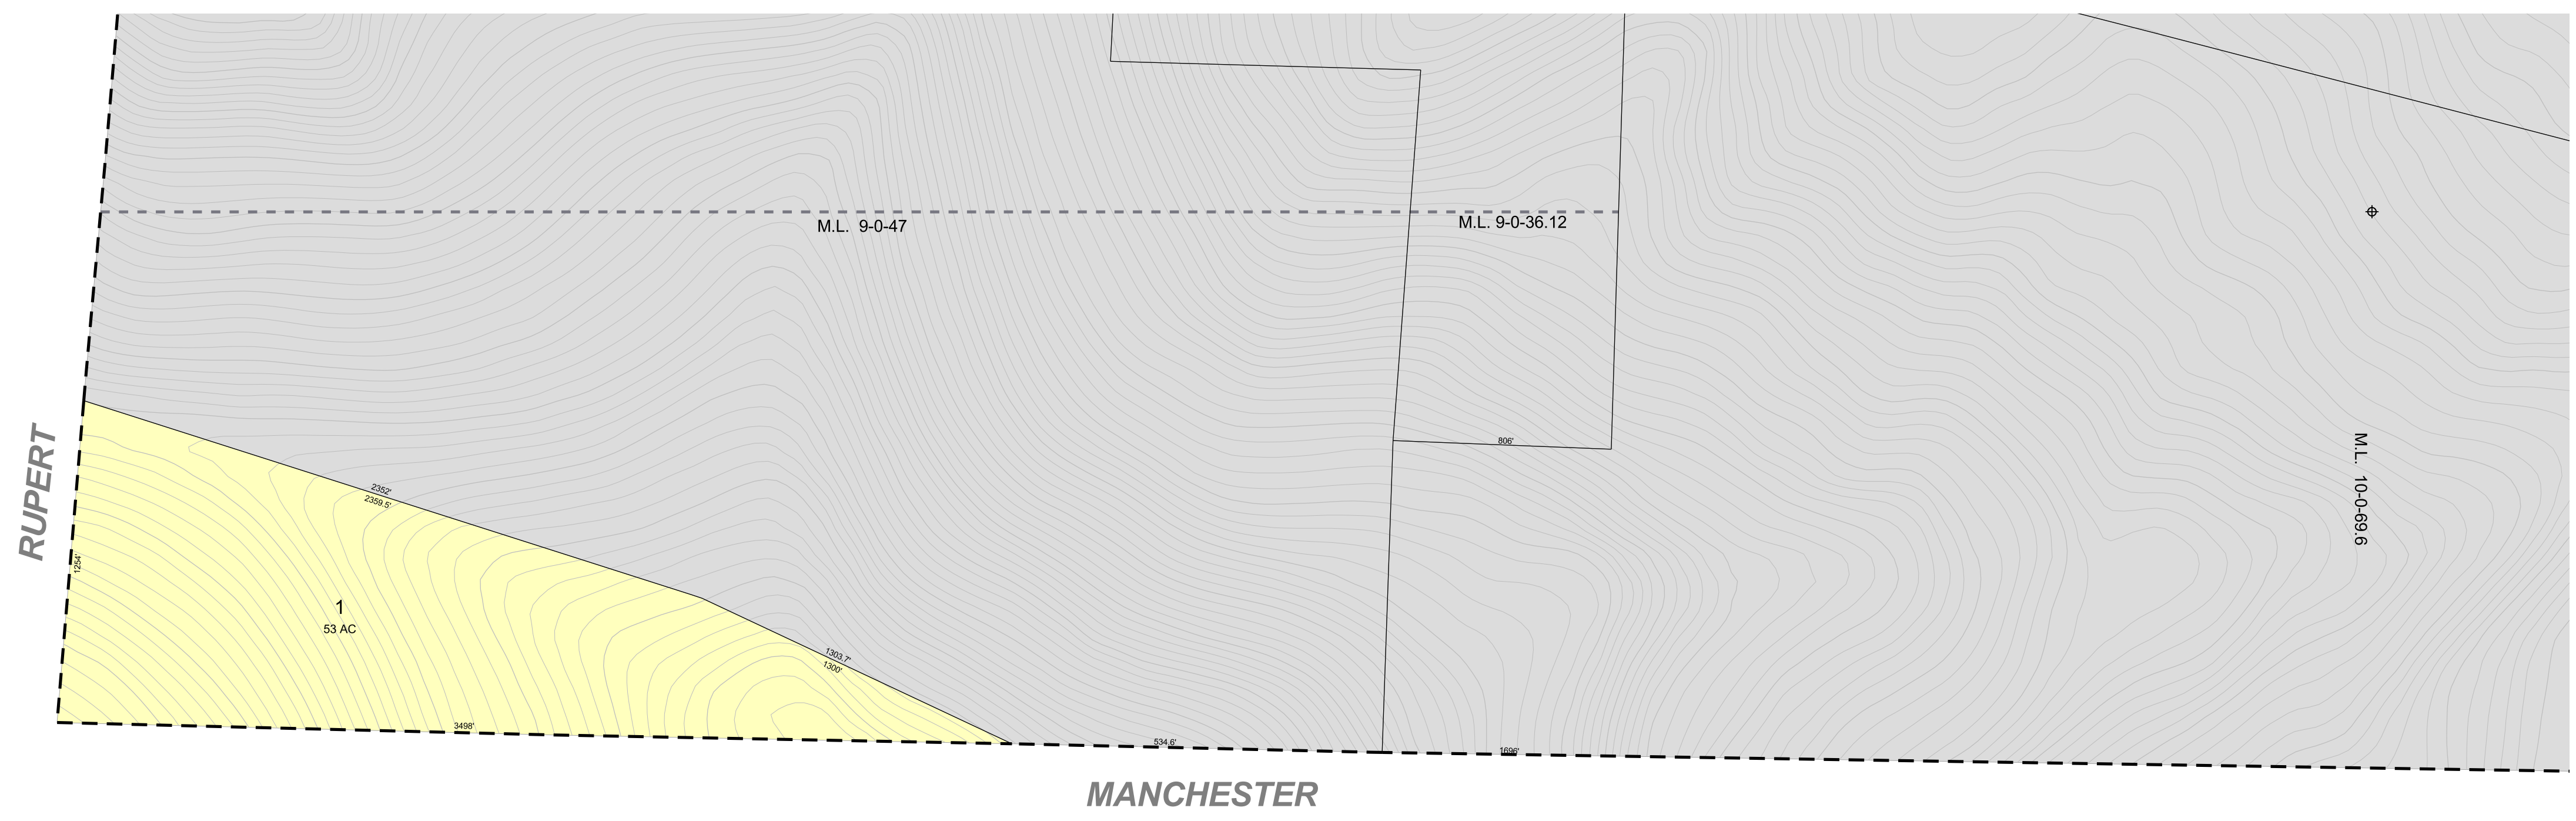 M.L.  9-0-47
M.L. 9-0-36.12
M.L.  10-0-69.6
806'
RUPERT
2352'
2359.5'
1254'
1
53 AC
1303.7'
1300'
3498'
534.6'
1696'
MANCHESTER